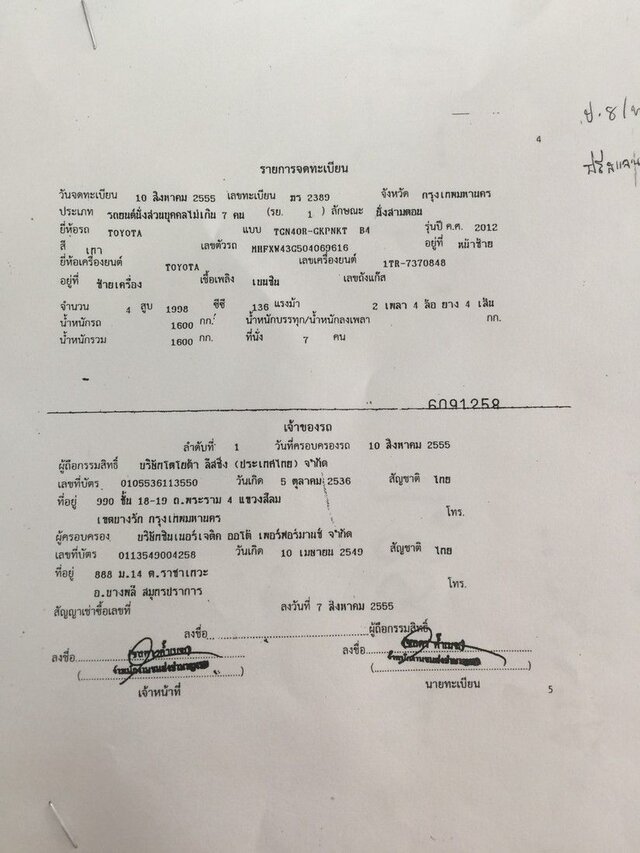 ป.8/
4
รายการจดทะเบียน
วันจดทะเบียน 10 สิงหาคม 2555 เลขทะเบียน ฆร 2389 จังหวัด กรุงเทพมหานคร
ประเภท รถยนต์นั่งส่วนบุคคลไม่เกิน 7 คน (รย. 1 ) ลักษณะ นั่งสามตอน
ยี่ห้อรถ TOYOTA แบบ TGN40R-GKPNKT B4 รุ่นปี ค.ศ. 2012
สี เทา เลขตัวรถ MHFXW43G504069616 อยู่ที่ หน้าซ้าย
ยี่ห้อเครื่องยนต์ TOYOTA เลขเครื่องยนต์ 1TR-7370848
อยู่ที่ ซ้ายเครื่อง เชื้อเพลิง เบนซิน เลขถังแก๊ส
จำนวน 4 สูบ 1998 ซีซี 136 แรงม้า 2 เพลา 4 ล้อ ยาง 4 เส้น
น้ำหนักรถ 1600 กก. น้ำหนักบรรทุก/น้ำหนักลงเพลา กก.
น้ำหนักรวม 1600 กก. ที่นั่ง 7 คน
6091258
เจ้าของรถ
ลำดับที่ 1 วันที่ครอบครองรถ 10 สิงหาคม 2555
ผู้ถือกรรมสิทธิ์ บริษัทโตโยต้า ลีสซิ่ง (ประเทศไทย) จำกัด
เลขที่บัตร 0105536113550 วันเกิด 5 ตุลาคม 2536 สัญชาติ ไทย
ที่อยู่ 990 ชั้น 18-19 ถ.พระราม 4 แขวงสีลม
เขตบางรัก กรุงเทพมหานคร โทร.
ผู้ครอบครอง บริษัทซินเนอร์เจติค ออโต้ เพอร์ฟอร์มานซ์ จำกัด
เลขที่บัตร 0113549004258 วันเกิด 10 เมษายน 2549 สัญชาติ ไทย
ที่อยู่ 888 ม.14 ต.ราชาเทวะ
อ.บางพลี สมุทรปราการ โทร.
สัญญาเช่าซื้อเลขที่ ลงวันที่ 7 สิงหาคม 2555
ลงชื่อ ผู้ถือกรรมสิทธิ์
ลงชื่อ ลงชื่อ
เจ้าหน้าที่ นายทะเบียน
5